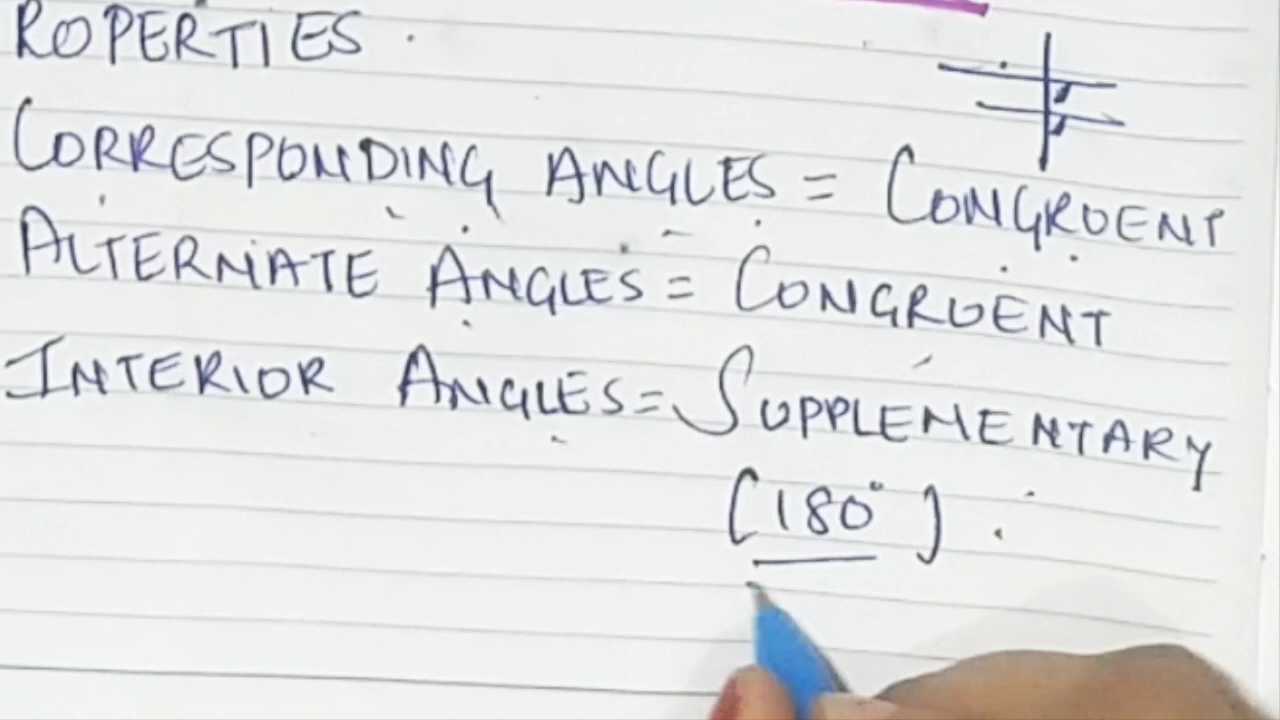 ROPERTIES.
CORRESPONDING ANGLES = CONGRUENT
ALTERNATE ANGLES = CONGRUENT
INTERIOR ANGLES = SUPPLEMENTARY
(180°).